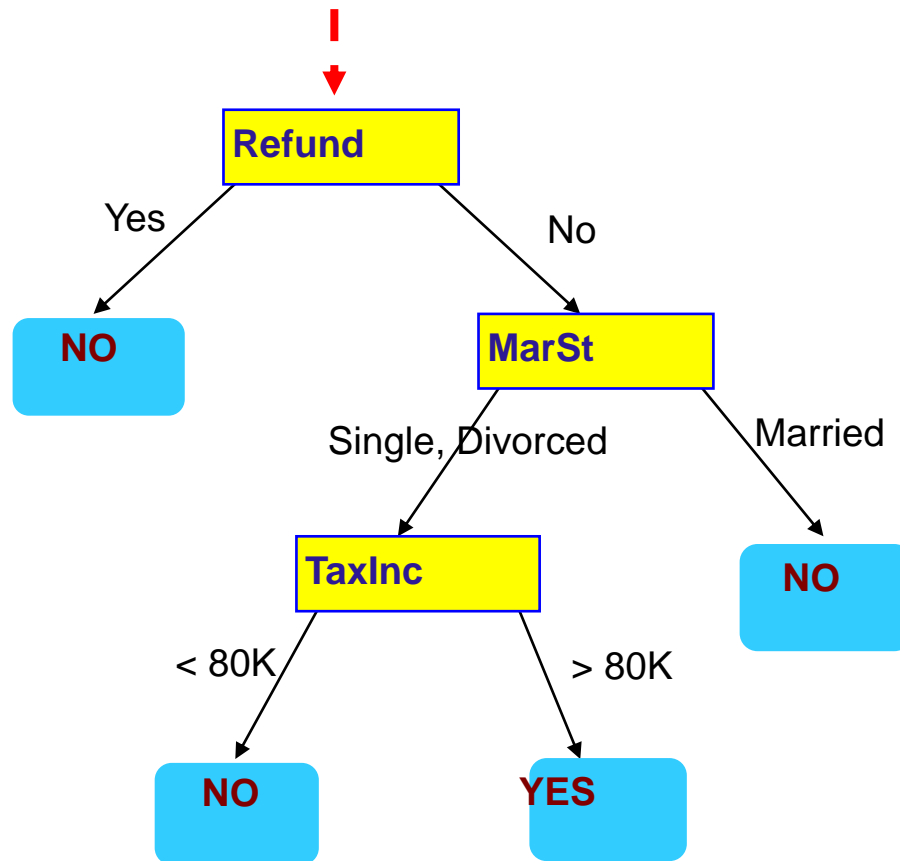 Refund
Yes
No
NO
MarSt
Single, Divorced
Married
TaxInc
NO
< 80K
> 80K
NO
YES